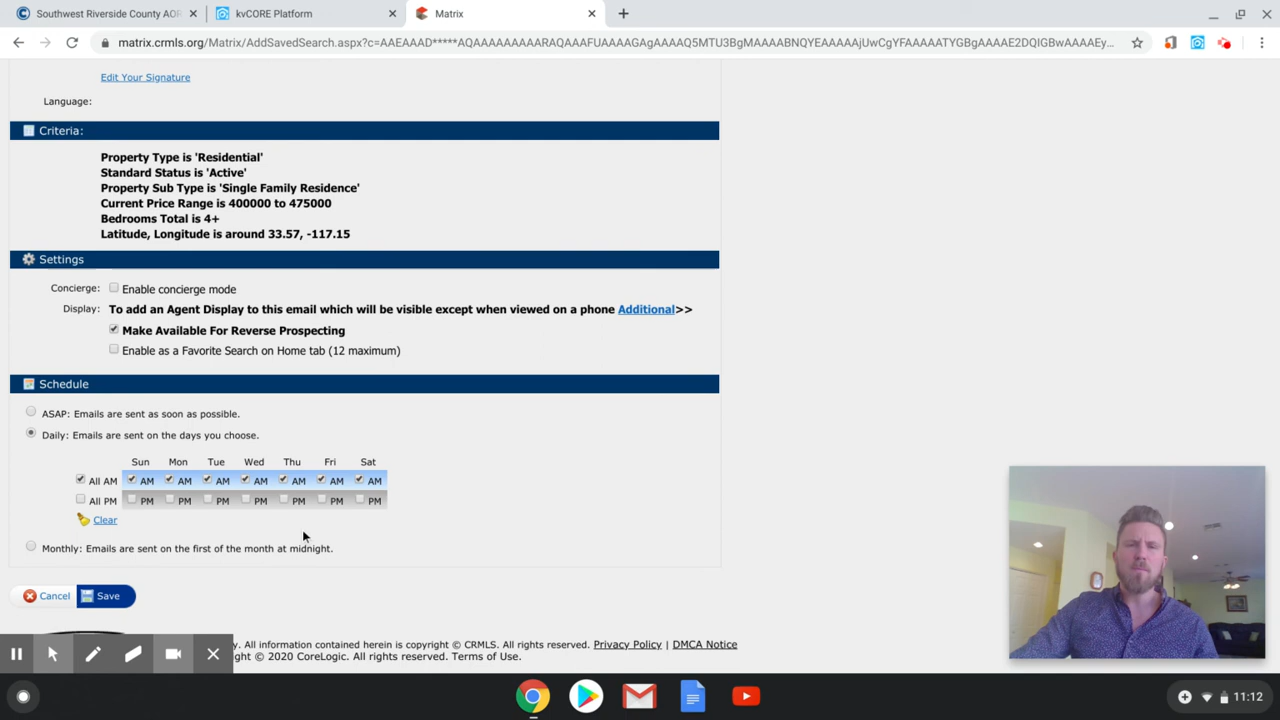 Southwest Riverside County AOR
kvCORE Platform
Matrix
matrix.crmls.org/Matrix/AddSavedSearch.aspx?c=AAEAAAD*****AQAAAAAAAAARAQAAAFUAAAAGAgAAAAQ5MTU3BgMAAAABNQYEAAAAAjUwCgYFAAAAATYGBgAAAAE2DQIGBwAAAAEy...
Edit Your Signature
Language:
Criteria:
Property Type is 'Residential'
Standard Status is 'Active'
Property Sub Type is 'Single Family Residence'
Current Price Range is 400000 to 475000
Bedrooms Total is 4+
Latitude, Longitude is around 33.57, -117.15
Settings
Concierge: Enable concierge mode
Display: To add an Agent Display to this email which will be visible except when viewed on a phone Additional>>
Make Available For Reverse Prospecting
Enable as a Favorite Search on Home tab (12 maximum)
Schedule
ASAP: Emails are sent as soon as possible.
Daily: Emails are sent on the days you choose.
Sun Mon Tue Wed Thu Fri Sat
All AM AM AM AM AM AM AM AM
All PM PM PM PM PM PM PM PM
Clear
Monthly: Emails are sent on the first of the month at midnight.
Cancel Save
y. All information contained herein is copyright © CRMLS. All rights reserved. Privacy Policy | DMCA Notice
ght © 2020 CoreLogic. All rights reserved. Terms of Use.
11:12